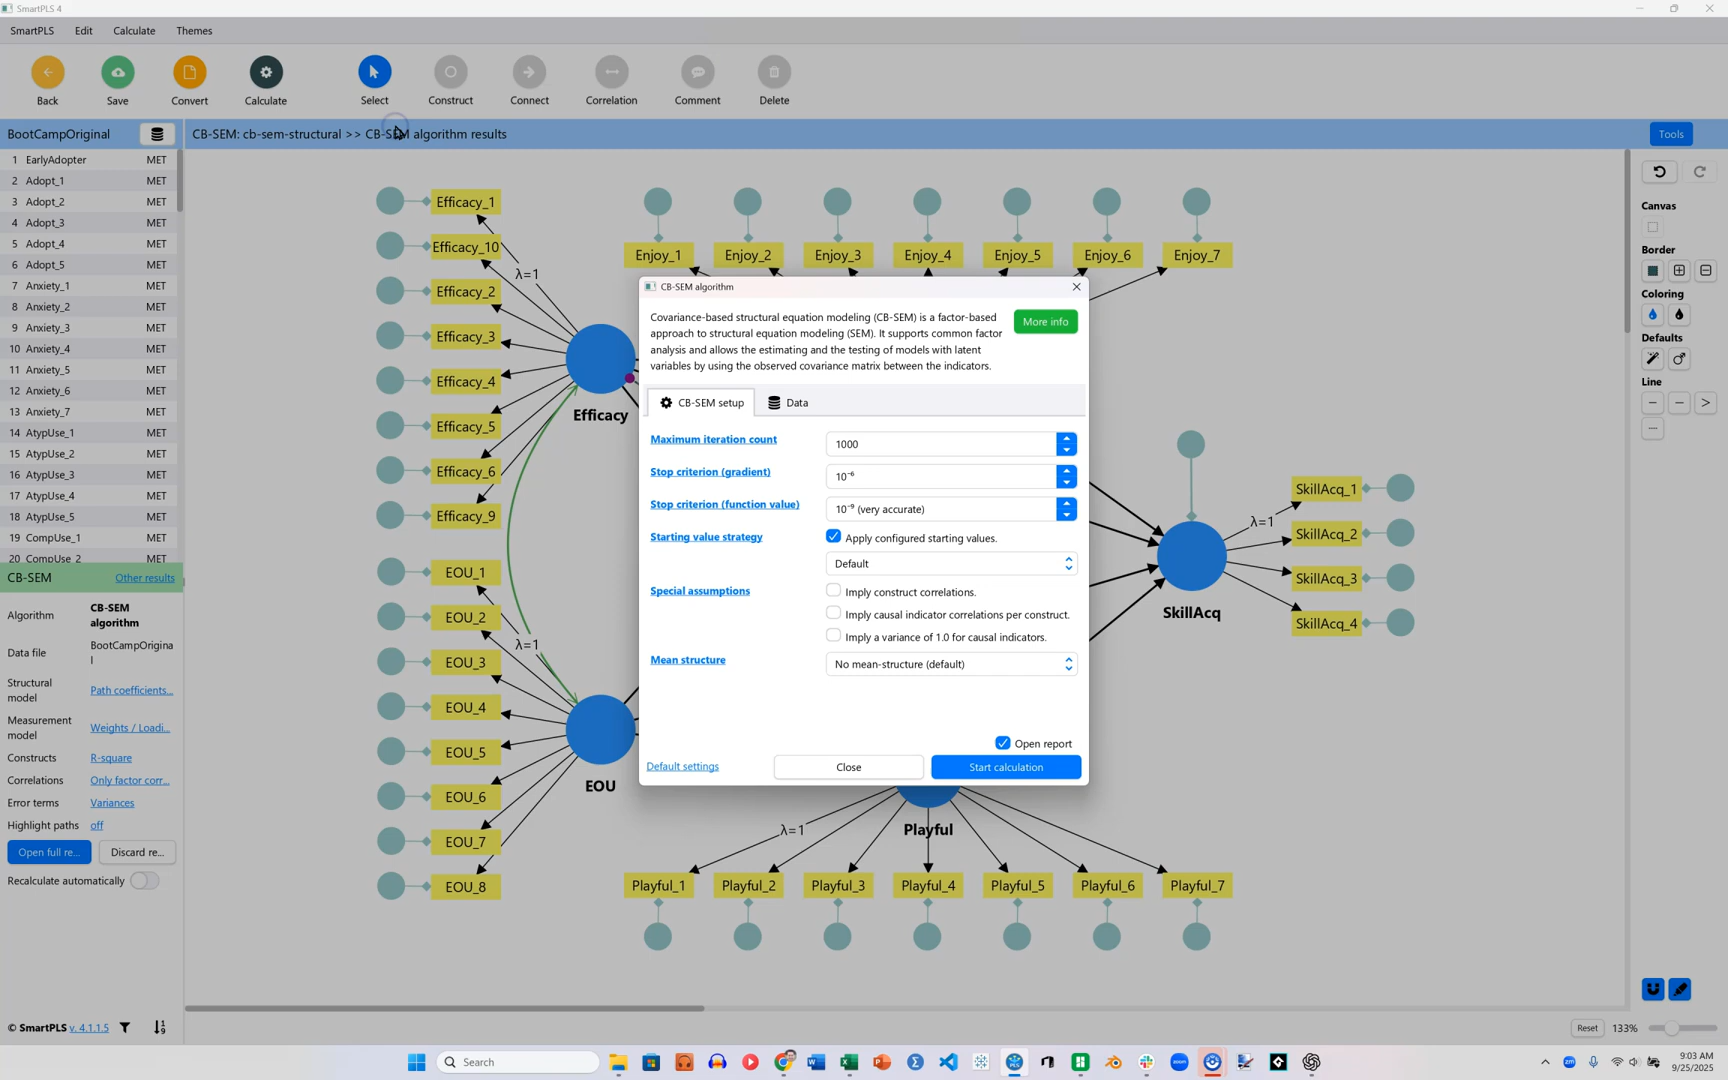 SmartPLS 4
SmartPLS Edit Calculate Themes
Back Save Convert Calculate Select Construct Connect Correlation Comment Delete
BootCampOriginal
CB-SEM: cb-sem-structural >> CB-SEM algorithm results
Tools
1 EarlyAdopter MET
2 Adopt_1 MET
3 Adopt_2 MET
4 Adopt_3 MET
5 Adopt_4 MET
6 Adopt_5 MET
7 Anxiety_1 MET
8 Anxiety_2 MET
9 Anxiety_3 MET
10 Anxiety_4 MET
11 Anxiety_5 MET
12 Anxiety_6 MET
13 Anxiety_7 MET
14 AtypUse_1 MET
15 AtypUse_2 MET
16 AtypUse_3 MET
17 AtypUse_4 MET
18 AtypUse_5 MET
19 CompUse_1 MET
20 CompUse_2 MET
CB-SEM Other results
Algorithm CB-SEM
algorithm
Data file BootCampOrigina
l
Structural
model Path coefficients...
Measurement
model Weights / Loadi...
Constructs R-square
Correlations Only factor corr...
Error terms Variances
Highlight paths off
Open full re... Discard re...
Recalculate automatically
© SmartPLS v. 4.1.1.5
Efficacy_1
Efficacy_10
λ=1
Efficacy_2
Efficacy_3
Efficacy_4
Efficacy_5
Efficacy_6
Efficacy_9
Efficacy
EOU_1
EOU_2
λ=1
EOU_3
EOU_4
EOU_5
EOU_6
EOU_7
EOU_8
EOU
Enjoy_1 Enjoy_2 Enjoy_3 Enjoy_4 Enjoy_5 Enjoy_6 Enjoy_7
CB-SEM algorithm
Covariance-based structural equation modeling (CB-SEM) is a factor-based
approach to structural equation modeling (SEM). It supports common factor
analysis and allows the estimating and the testing of models with latent
variables by using the observed covariance matrix between the indicators.
More info
CB-SEM setup Data
Maximum iteration count 1000
Stop criterion (gradient) 10⁻⁶
Stop criterion (function value) 10⁻⁹ (very accurate)
Starting value strategy Apply configured starting values.
Default
Special assumptions Imply construct correlations.
Imply causal indicator correlations per construct.
Imply a variance of 1.0 for causal indicators.
Mean structure No mean-structure (default)
Open report
Default settings Close Start calculation
SkillAcq
λ=1
SkillAcq_1
SkillAcq_2
SkillAcq_3
SkillAcq_4
Playful
λ=1
Playful_1 Playful_2 Playful_3 Playful_4 Playful_5 Playful_6 Playful_7
Canvas
Border
Coloring
Defaults
Line
Reset 133%
Search
zm
PLS
zoom
9:03 AM
9/25/2025